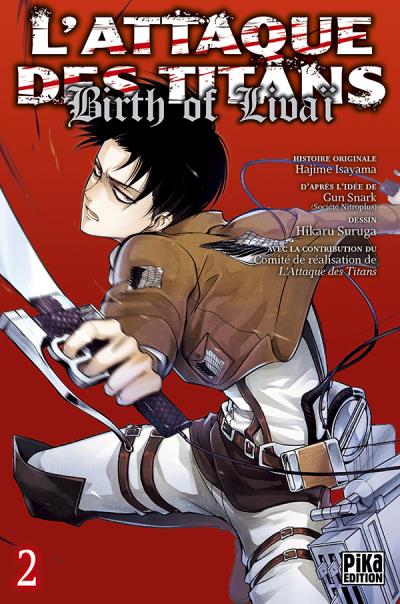 L'ATTAQUE
DES TITANS
Birth of Livaï
HISTOIRE ORIGINALE
Hajime Isayama
D'APRÈS L'IDÉE DE
Gun Snark
(Société Nitroplus)
DESSIN
Hikaru Suruga
AVEC LA CONTRIBUTION DU
Comité de réalisation de
L'Attaque des Titans
2
PiKA
EDITION